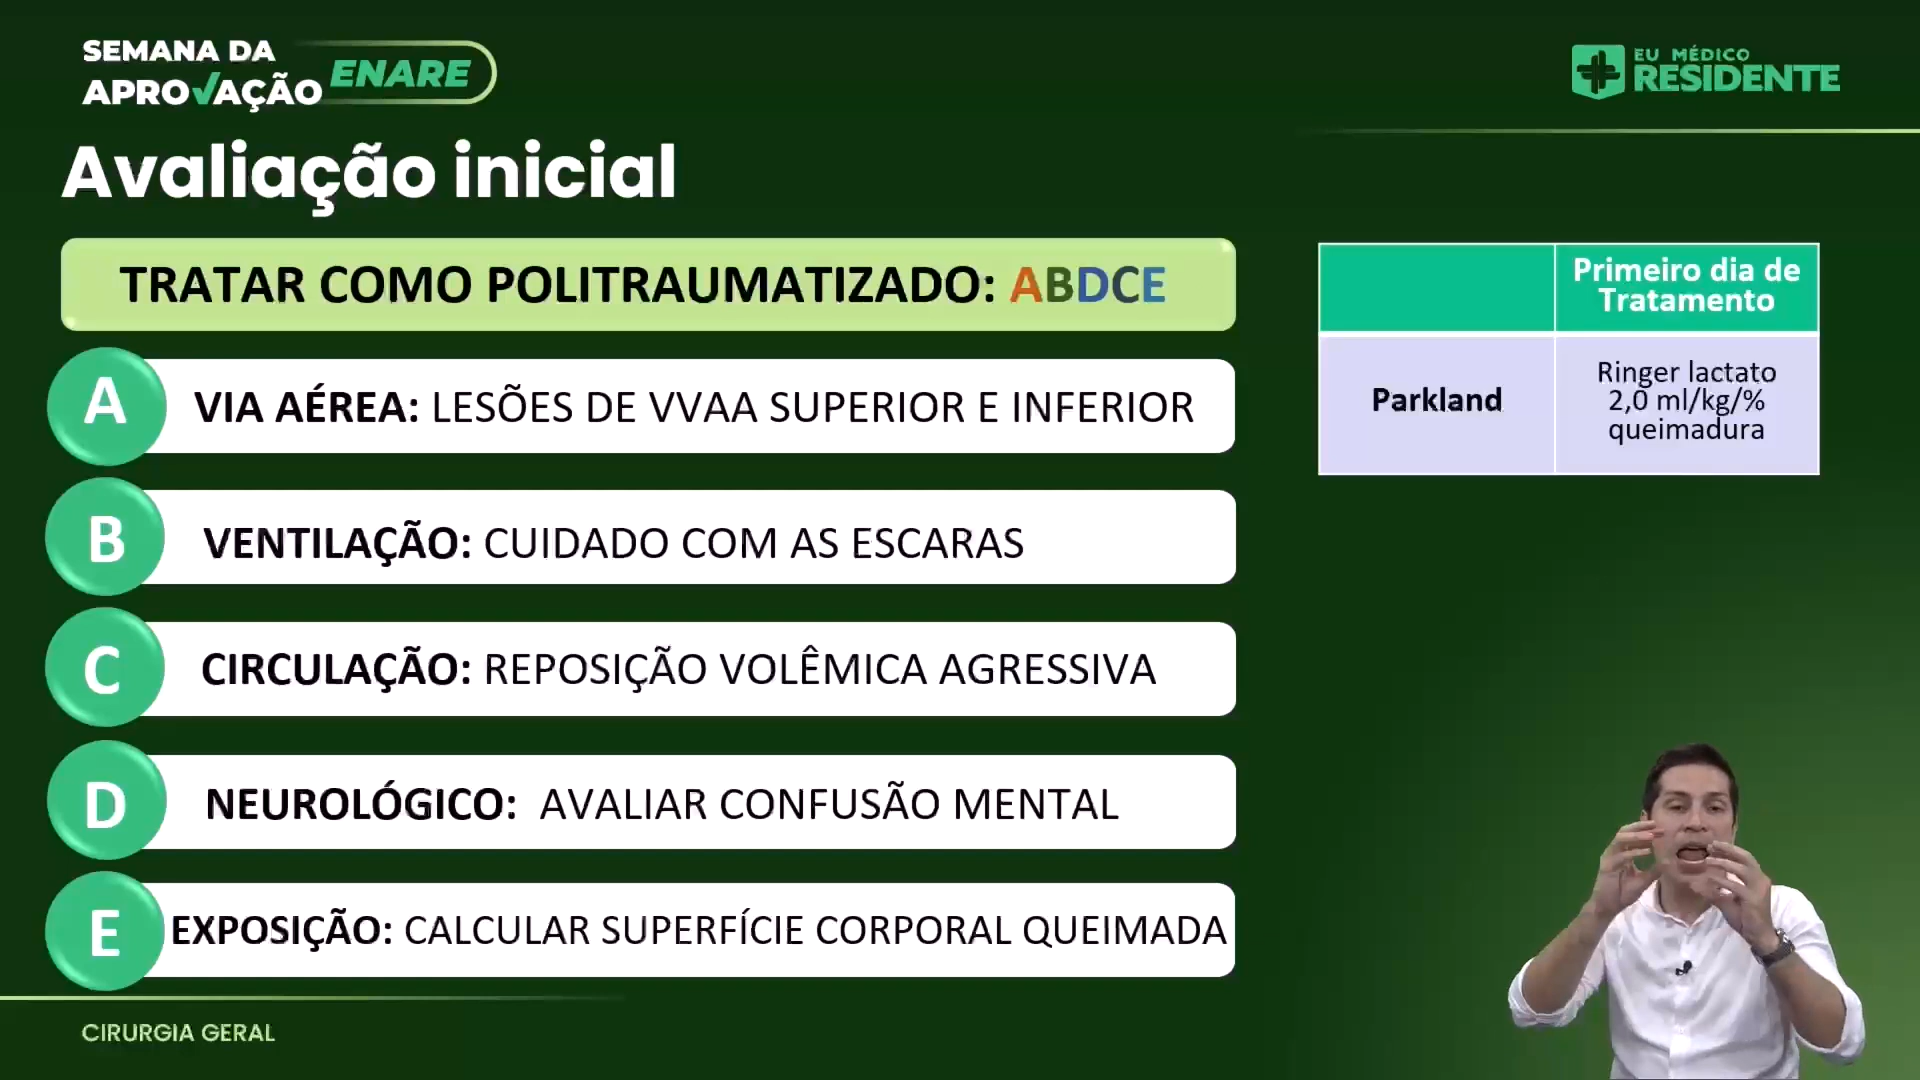 SEMANA DA
APROVAÇÃO ENARE
EU MÉDICO
RESIDENTE
Avaliação inicial
TRATAR COMO POLITRAUMATIZADO: ABDCE
A VIA AÉREA: LESÕES DE VVAA SUPERIOR E INFERIOR
B VENTILAÇÃO: CUIDADO COM AS ESCARAS
C CIRCULAÇÃO: REPOSIÇÃO VOLÊMICA AGRESSIVA
D NEUROLÓGICO: AVALIAR CONFUSÃO MENTAL
E EXPOSIÇÃO: CALCULAR SUPERFÍCIE CORPORAL QUEIMADA
Primeiro dia de
Tratamento
Parkland
Ringer lactato
2,0 ml/kg/%
queimadura
CIRURGIA GERAL